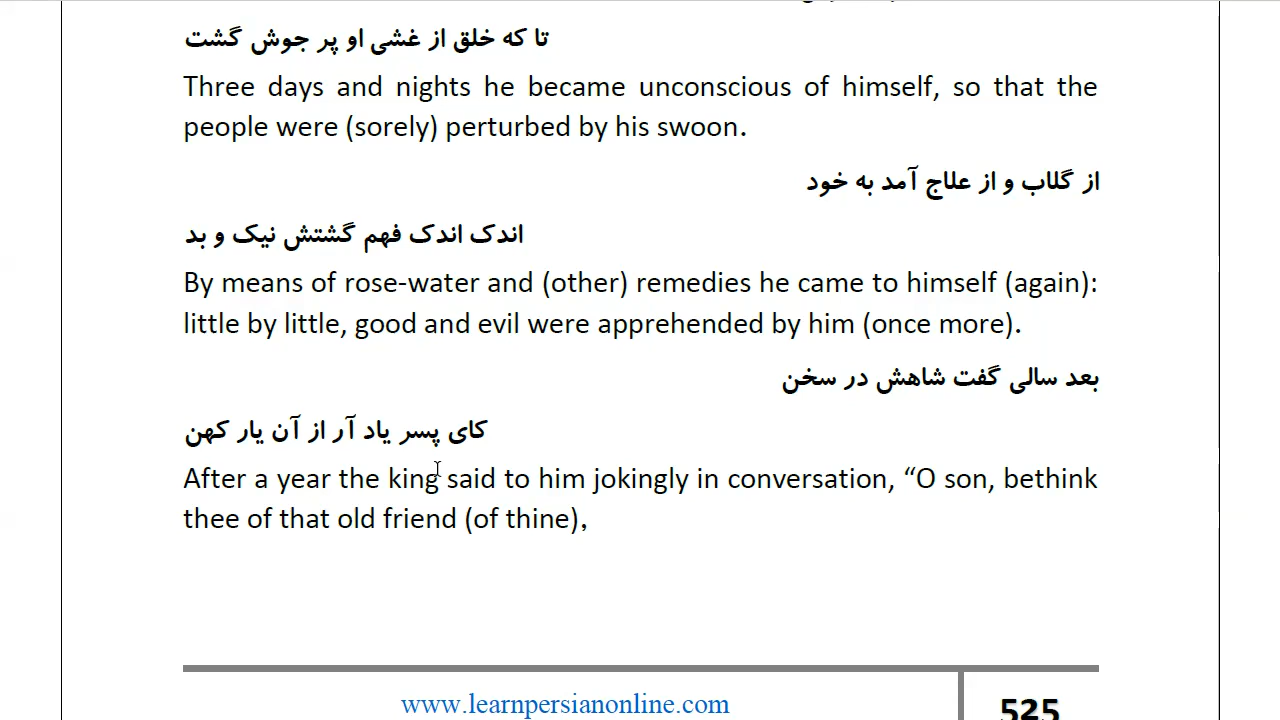 تا که خلق از غشی او پر جوش گشت
Three days and nights he became unconscious of himself, so that the
people were (sorely) perturbed by his swoon.
از گلاب و از علاج آمد به خود
اندک اندک فهم گشتش نیک و بد
By means of rose-water and (other) remedies he came to himself (again):
little by little, good and evil were apprehended by him (once more).
بعد سالی گفت شاهش در سخن
کای پسر یاد آر از آن یار کهن
After a year the king said to him jokingly in conversation, “O son, bethink
thee of that old friend (of thine),
www.learnpersianonline.com
525